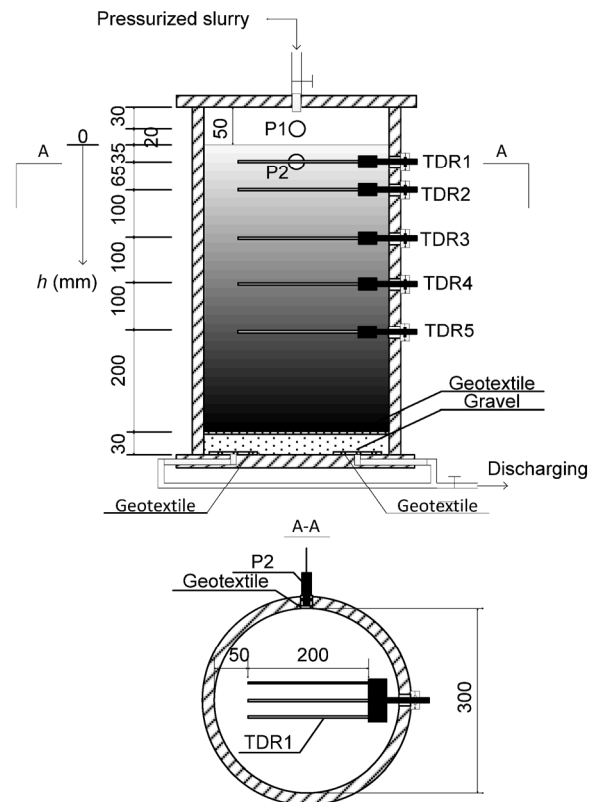 Pressurized slurry
30
20
50
P1
0
A
35
P2
TDR1
A
65
TDR2
100
TDR3
100
h (mm)
TDR4
100
TDR5
200
Geotextile
Gravel
30
Discharging
Geotextile
Geotextile
A-A
P2
Geotextile
50
200
300
TDR1